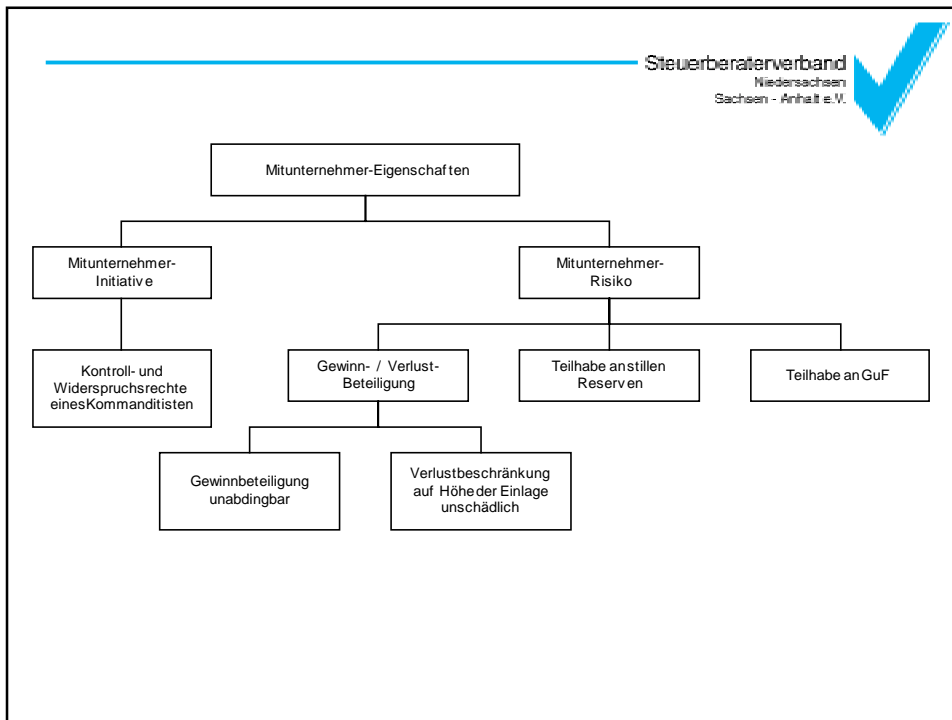 Steuerberaterverband
Niedersachsen
Sachsen - Anhalt e.V.
Mitunternehmer-Eigenschaften
Mitunternehmer-
Initiative
Mitunternehmer-
Risiko
Kontroll- und
Widerspruchsrechte
eines Kommanditisten
Gewinn- / Verlust-
Beteiligung
Teilhabe an stillen
Reserven
Teilhabe an GuF
Gewinnbeteiligung
unabdingbar
Verlustbeschränkung
auf Höhe der Einlage
unschädlich